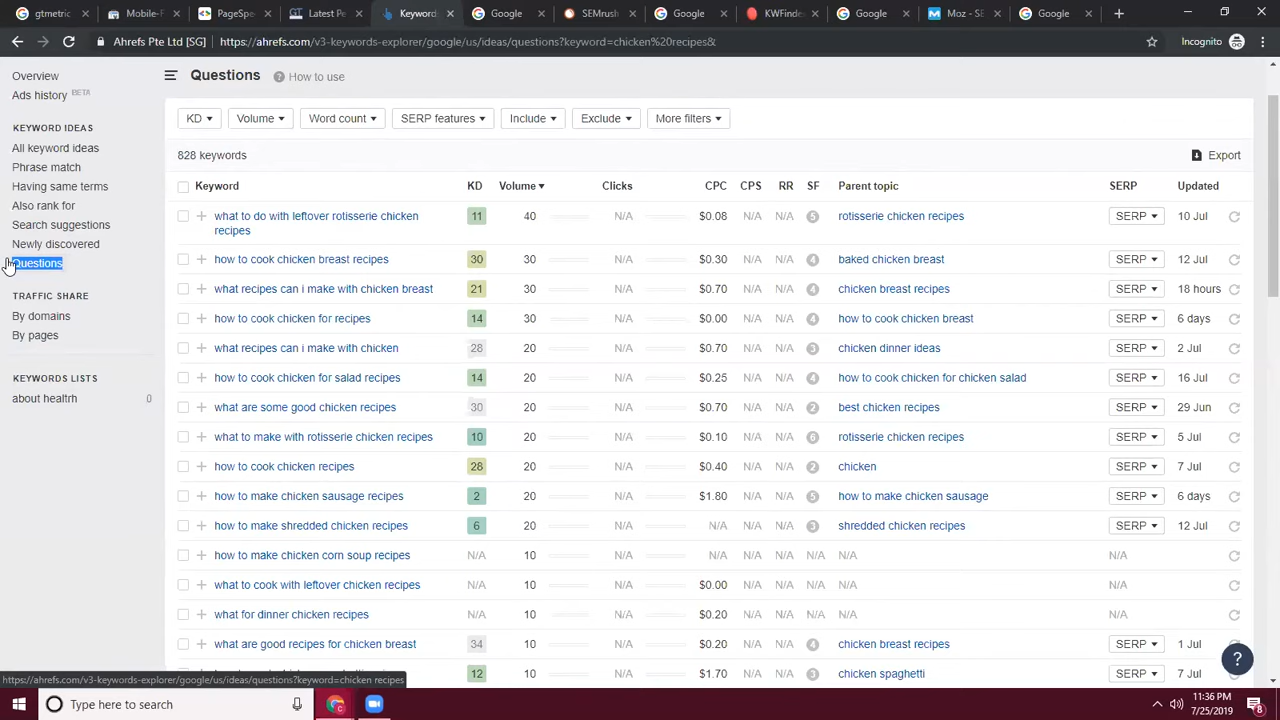 gtmetric
Mobile-F
PageSpe
Latest Pe
Keyword
Google
SEMrush
Google
KWFinde
Google
Moz - SE
Google
Ahrefs Pte Ltd [SG] https://ahrefs.com/v3-keywords-explorer/google/us/ideas/questions?keyword=chicken%20recipes& Incognito
Overview
Ads history BETA
KEYWORD IDEAS
All keyword ideas
Phrase match
Having same terms
Also rank for
Search suggestions
Newly discovered
Questions
TRAFFIC SHARE
By domains
By pages
KEYWORDS LISTS
about healtrh 0
Questions ? How to use
KD Volume Word count SERP features Include Exclude More filters
828 keywords Export
Keyword KD Volume Clicks CPC CPS RR SF Parent topic SERP Updated
what to do with leftover rotisserie chicken 11 40 N/A $0.08 N/A N/A 5 rotisserie chicken recipes SERP 10 Jul
recipes
how to cook chicken breast recipes 30 30 N/A $0.30 N/A N/A 4 baked chicken breast SERP 12 Jul
what recipes can i make with chicken breast 21 30 N/A $0.70 N/A N/A 4 chicken breast recipes SERP 18 hours
how to cook chicken for recipes 14 30 N/A $0.00 N/A N/A 4 how to cook chicken breast SERP 6 days
what recipes can i make with chicken 28 20 N/A $0.70 N/A N/A 3 chicken dinner ideas SERP 2 Jul
how to cook chicken for salad recipes 14 20 N/A $0.25 N/A N/A 4 how to cook chicken for chicken salad SERP 16 Jul
what are some good chicken recipes 30 20 N/A $0.70 N/A N/A 2 best chicken recipes SERP 29 Jun
what to make with rotisserie chicken recipes 10 20 N/A $0.10 N/A N/A 6 rotisserie chicken recipes SERP 5 Jul
how to cook chicken recipes 28 20 N/A $0.40 N/A N/A 2 chicken SERP 7 Jul
how to make chicken sausage recipes 2 20 N/A $1.80 N/A N/A 5 how to make chicken sausage SERP 6 days
how to make shredded chicken recipes 6 20 N/A N/A N/A N/A 3 shredded chicken recipes SERP 12 Jul
how to make chicken corn soup recipes N/A 10 N/A N/A N/A N/A N/A N/A N/A
what to cook with leftover chicken recipes N/A 10 N/A $0.00 N/A N/A N/A N/A N/A
what for dinner chicken recipes N/A 10 N/A $0.20 N/A N/A N/A N/A N/A
what are good recipes for chicken breast 34 10 N/A $0.20 N/A N/A 4 chicken breast recipes SERP 1 Jul
12 10 N/A $1.70 N/A N/A 3 chicken spaghetti SERP 7 Jul
?
https://ahrefs.com/v3-keywords-explorer/google/us/ideas/questions?keyword=chicken recipes
Type here to search
11:36 PM
7/25/2019
8